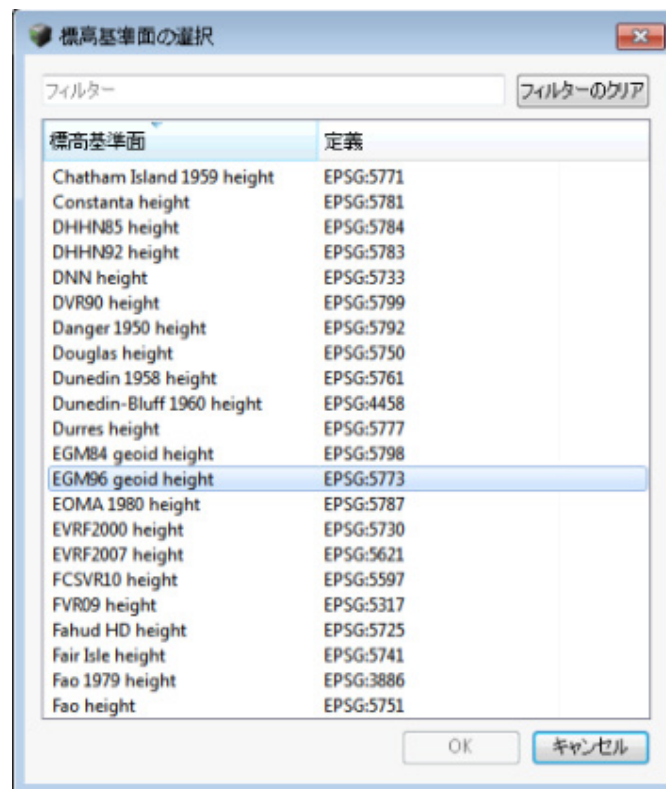 標高基準面の選択
フィルター フィルターのクリア
標高基準面 定義
Chatham Island 1959 height EPSG:5771
Constanta height EPSG:5781
DHHN85 height EPSG:5784
DHHN92 height EPSG:5783
DNN height EPSG:5733
DVR90 height EPSG:5799
Danger 1950 height EPSG:5792
Douglas height EPSG:5750
Dunedin 1958 height EPSG:5761
Dunedin-Bluff 1960 height EPSG:4458
Durres height EPSG:5777
EGM84 geoid height EPSG:5798
EGM96 geoid height EPSG:5773
EOMA 1980 height EPSG:5787
EVRF2000 height EPSG:5730
EVRF2007 height EPSG:5621
FCSVR10 height EPSG:5597
FVR09 height EPSG:5317
Fahud HD height EPSG:5725
Fair Isle height EPSG:5741
Fao 1979 height EPSG:3886
Fao height EPSG:5751
OK キャンセル